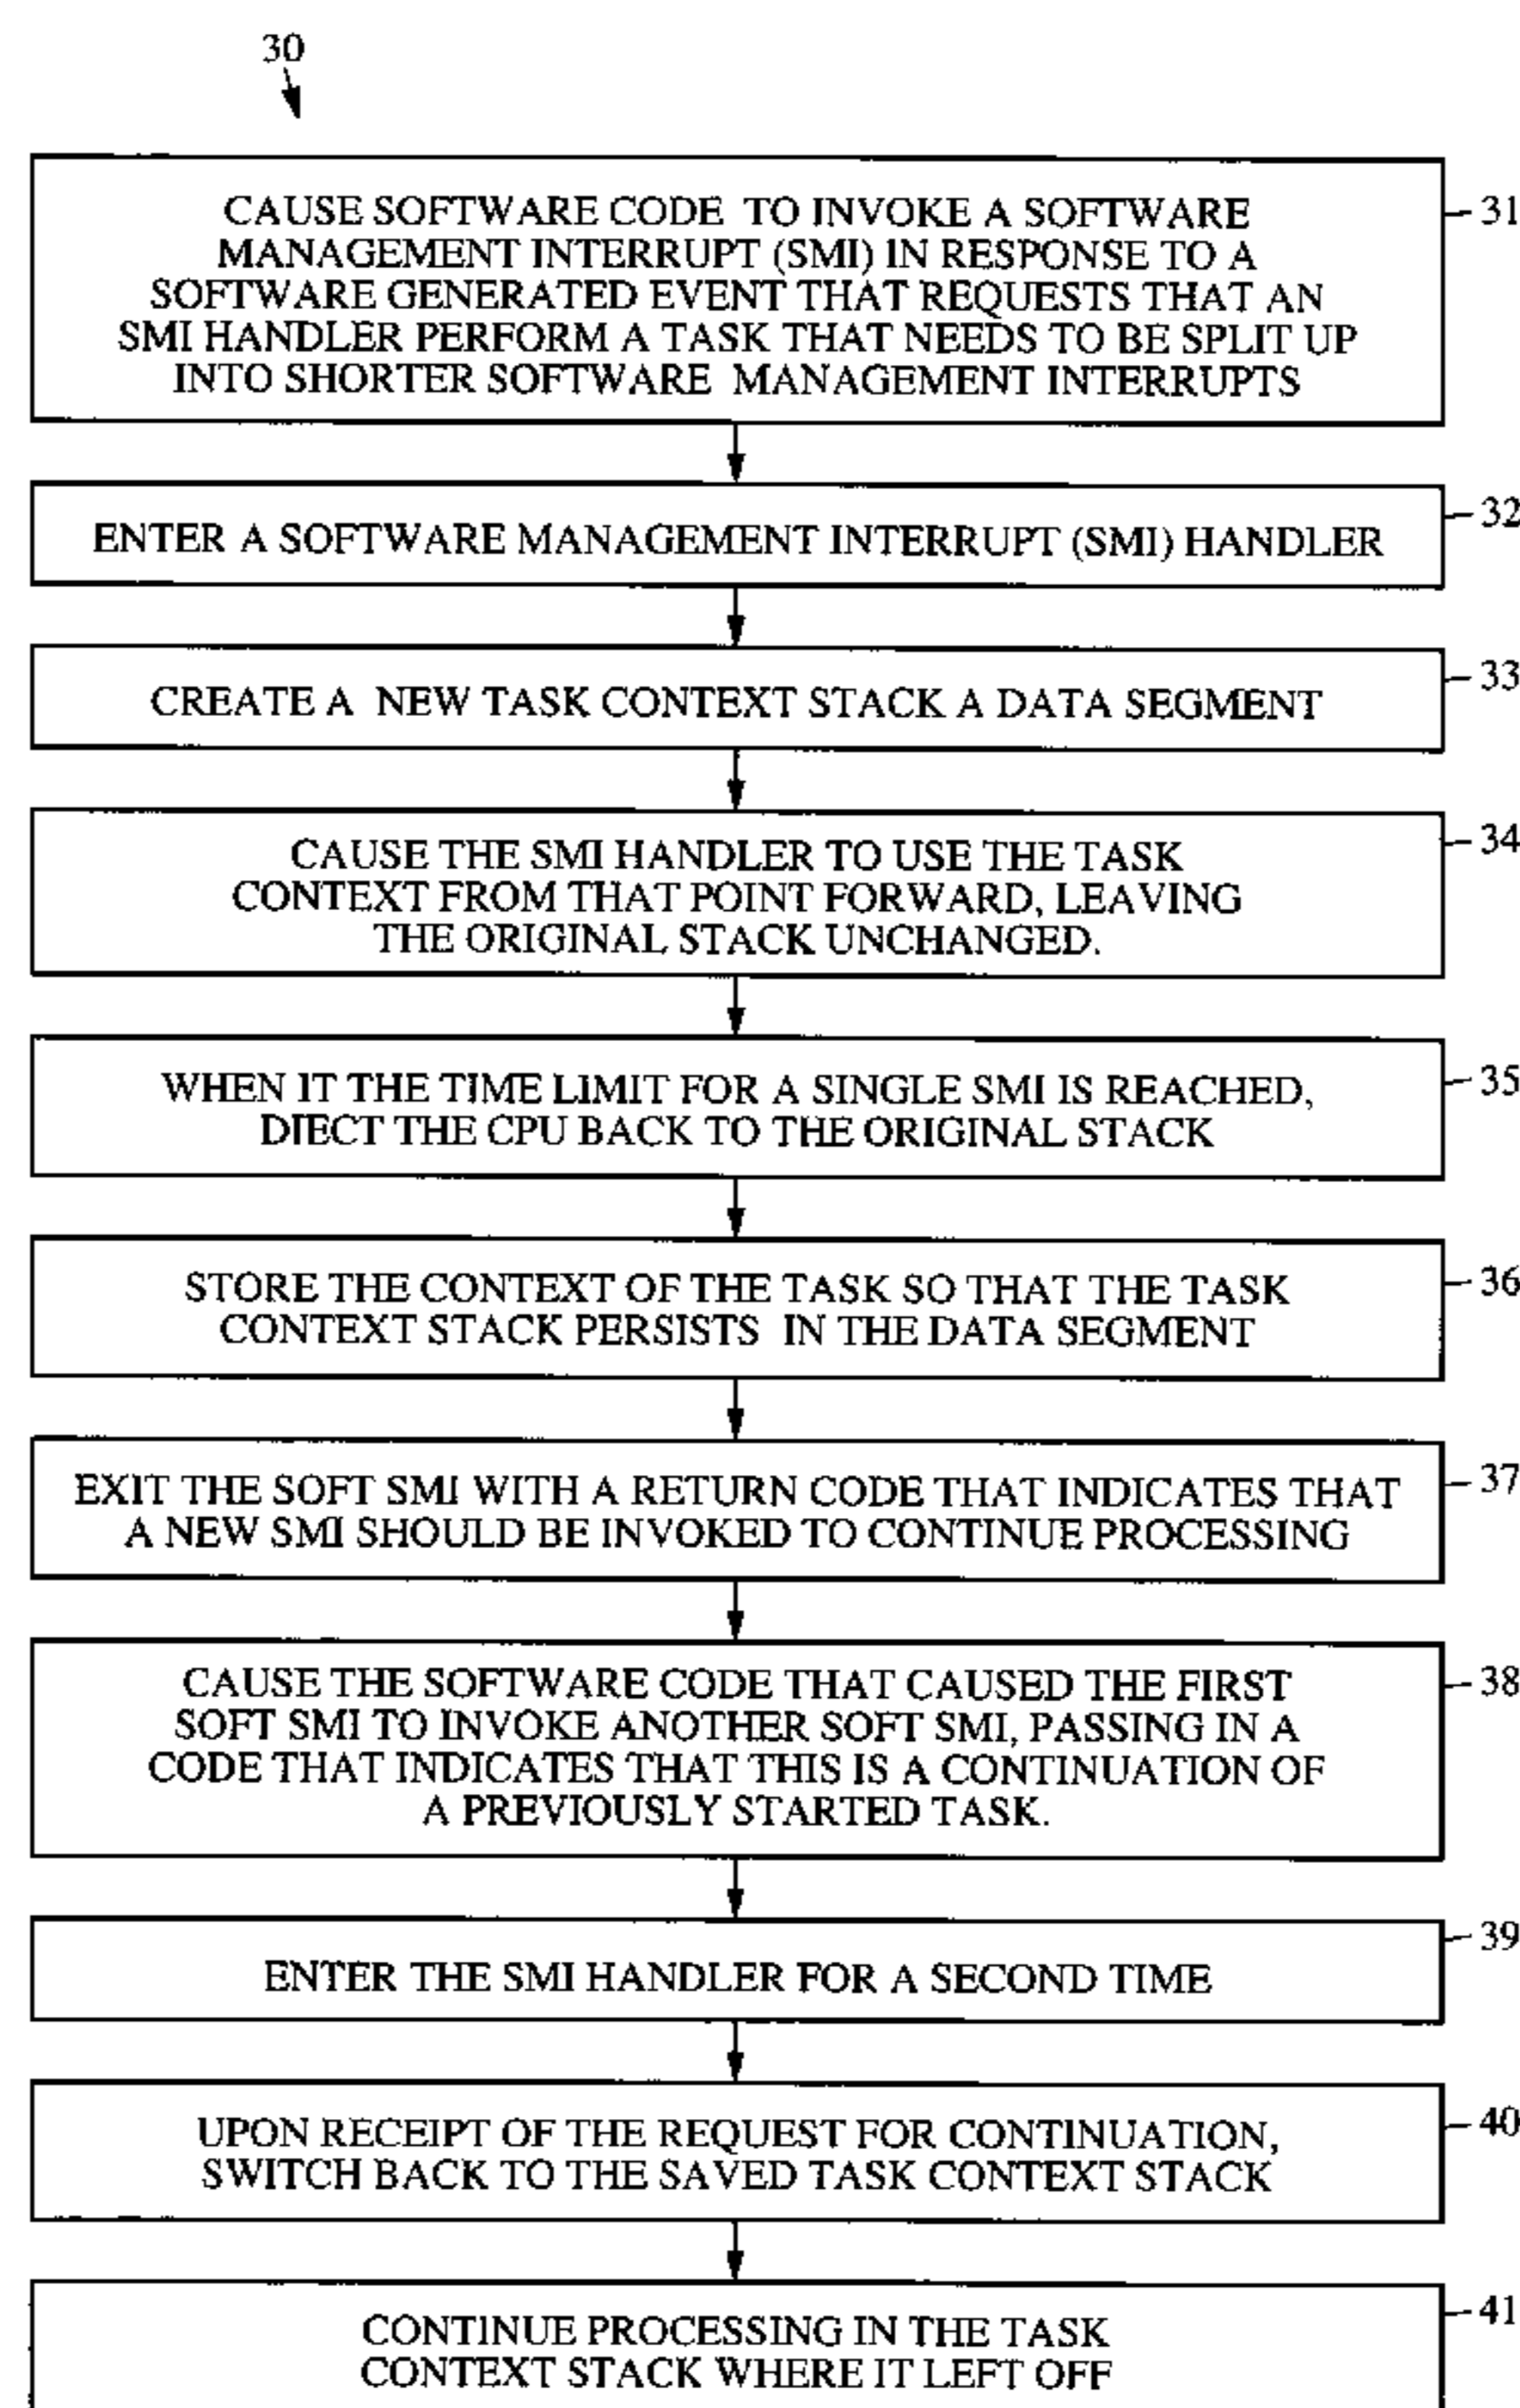 30
CAUSE SOFTWARE CODE TO INVOKE A SOFTWARE
MANAGEMENT INTERRUPT (SMI) IN RESPONSE TO A
SOFTWARE GENERATED EVENT THAT REQUESTS THAT AN
SMI HANDLER PERFORM A TASK THAT NEEDS TO BE SPLIT UP
INTO SHORTER SOFTWARE MANAGEMENT INTERRUPTS
31
ENTER A SOFTWARE MANAGEMENT INTERRUPT (SMI) HANDLER
32
CREATE A NEW TASK CONTEXT STACK A DATA SEGMENT
33
CAUSE THE SMI HANDLER TO USE THE TASK
CONTEXT FROM THAT POINT FORWARD, LEAVING
THE ORIGINAL STACK UNCHANGED.
34
WHEN IT THE TIME LIMIT FOR A SINGLE SMI IS REACHED,
DIECT THE CPU BACK TO THE ORIGINAL STACK
35
STORE THE CONTEXT OF THE TASK SO THAT THE TASK
CONTEXT STACK PERSISTS IN THE DATA SEGMENT
36
EXIT THE SOFT SMI WITH A RETURN CODE THAT INDICATES THAT
A NEW SMI SHOULD BE INVOKED TO CONTINUE PROCESSING
37
CAUSE THE SOFTWARE CODE THAT CAUSED THE FIRST
SOFT SMI TO INVOKE ANOTHER SOFT SMI, PASSING IN A
CODE THAT INDICATES THAT THIS IS A CONTINUATION OF
A PREVIOUSLY STARTED TASK.
38
ENTER THE SMI HANDLER FOR A SECOND TIME
39
UPON RECEIPT OF THE REQUEST FOR CONTINUATION,
SWITCH BACK TO THE SAVED TASK CONTEXT STACK
40
CONTINUE PROCESSING IN THE TASK
CONTEXT STACK WHERE IT LEFT OFF
41